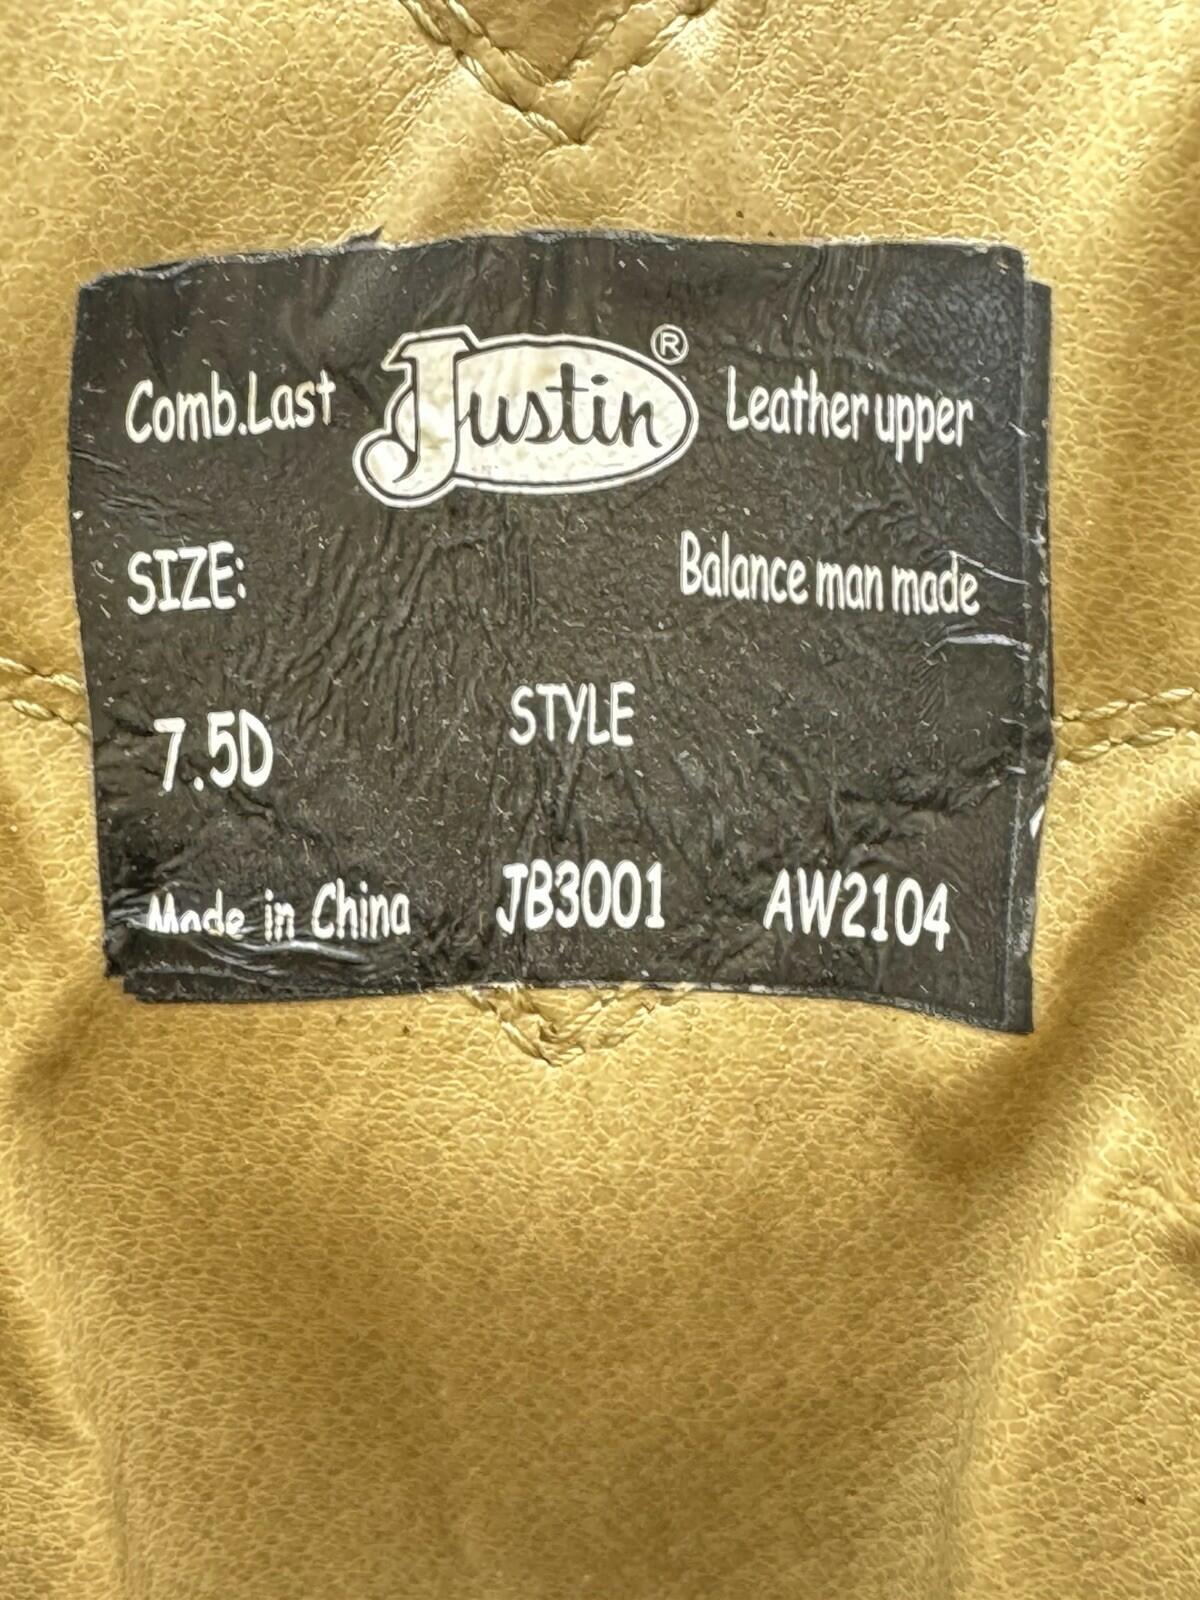 Comb.Last Justin ® Leather upper
SIZE: Balance man made
7.5D STYLE
Made in China JB3001 AW2104